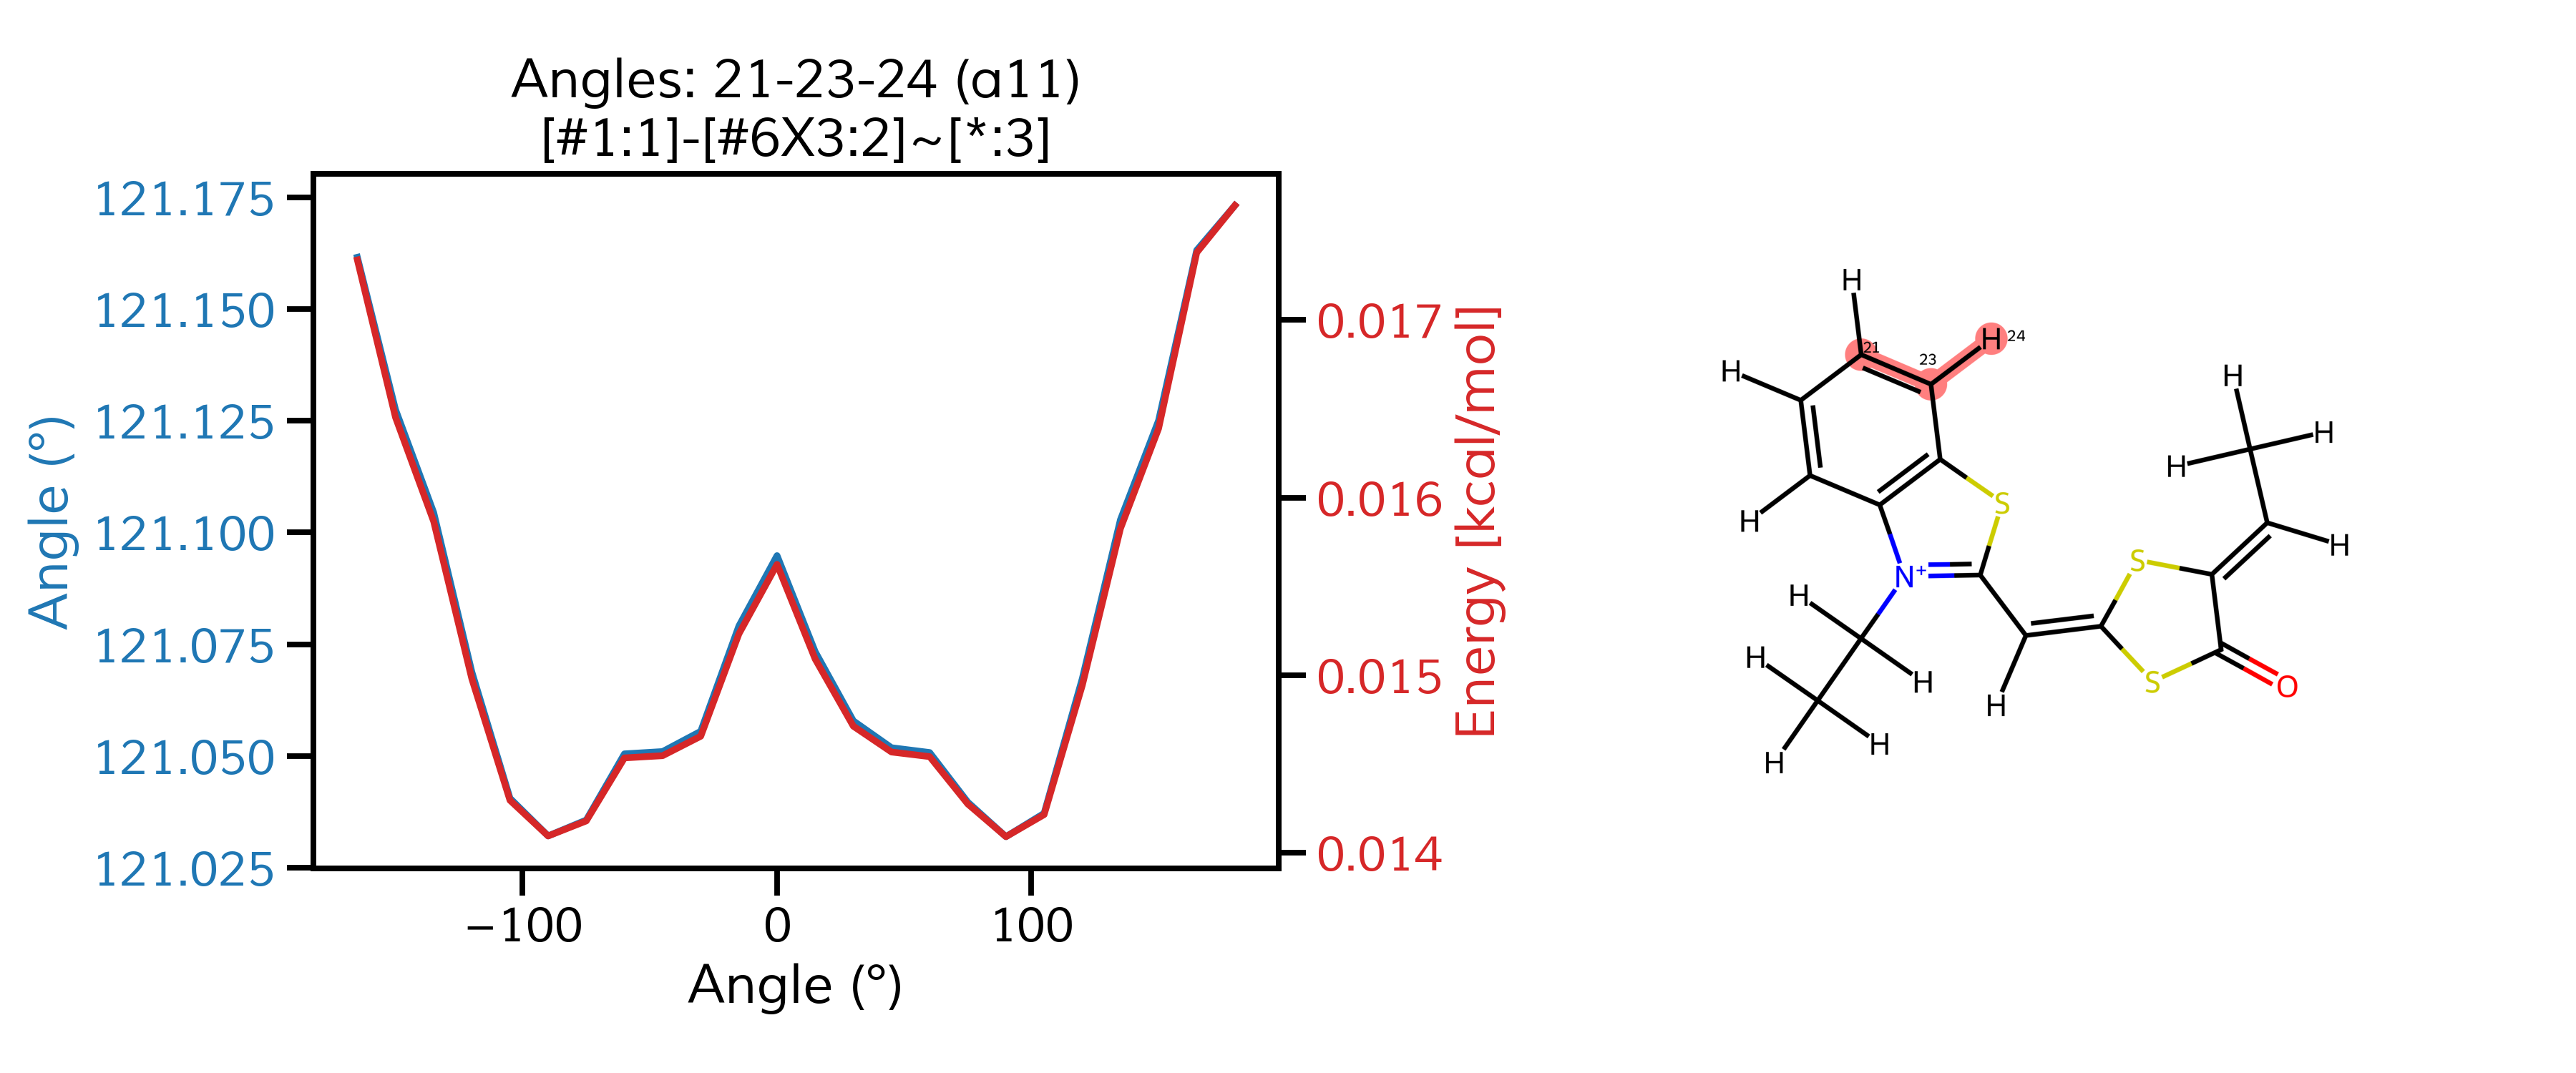 Angles: 21-23-24 (a11)
[#1:1]-[#6X3:2]~[*:3]
121.175
121.150
121.125
121.100
121.075
121.050
121.025
Angle (°)
0.017
0.016
0.015
0.014
Energy [kcal/mol]
−100
0
100
Angle (°)
H
H 24
21
23
H
H
H
H
H
S
H
H
S
N+
H
H
H
S
O
H
H
H
H